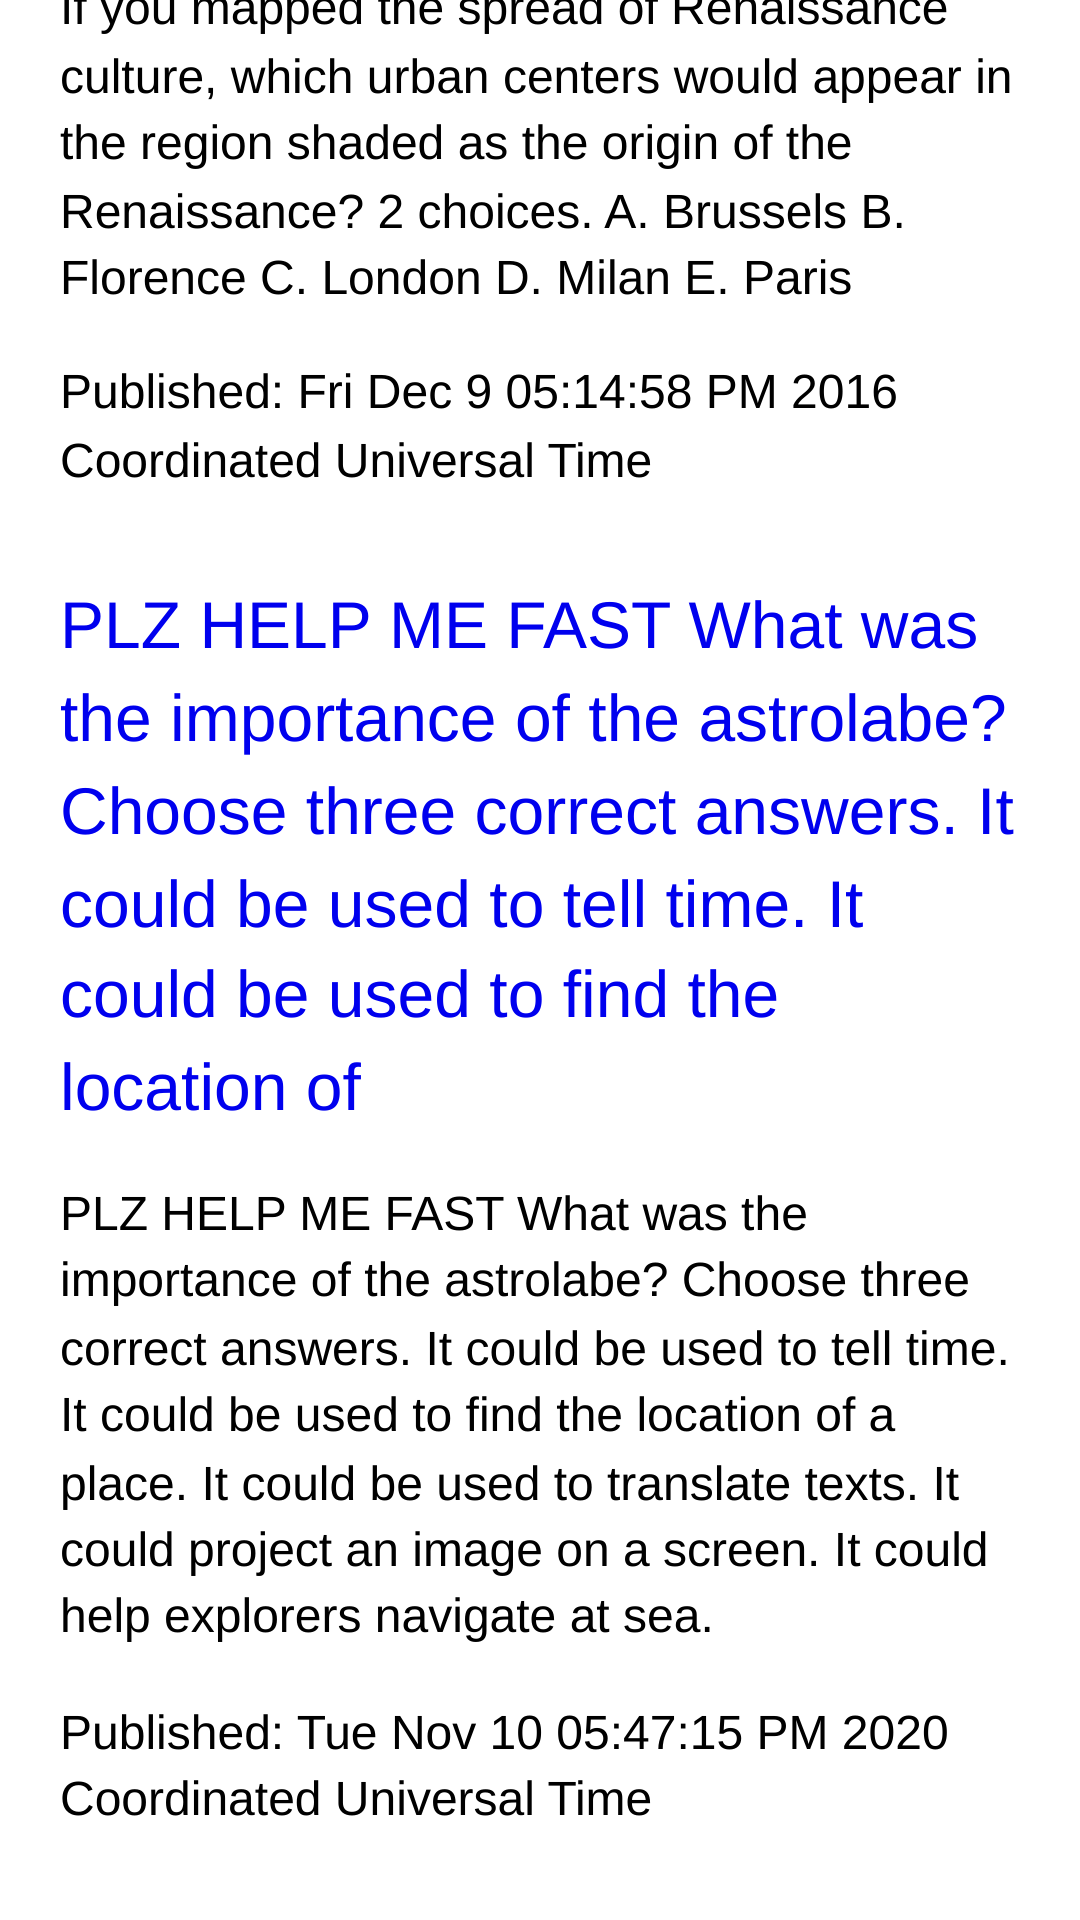 If you mapped the spread of Renaissance
culture, which urban centers would appear in
the region shaded as the origin of the
Renaissance? 2 choices. A. Brussels B.
Florence C. London D. Milan E. Paris
Published: Fri Dec 9 05:14:58 PM 2016
Coordinated Universal Time
PLZ HELP ME FAST What was
the importance of the astrolabe?
Choose three correct answers. It
could be used to tell time. It
could be used to find the
location of
PLZ HELP ME FAST What was the
importance of the astrolabe? Choose three
correct answers. It could be used to tell time.
It could be used to find the location of a
place. It could be used to translate texts. It
could project an image on a screen. It could
help explorers navigate at sea.
Published: Tue Nov 10 05:47:15 PM 2020
Coordinated Universal Time